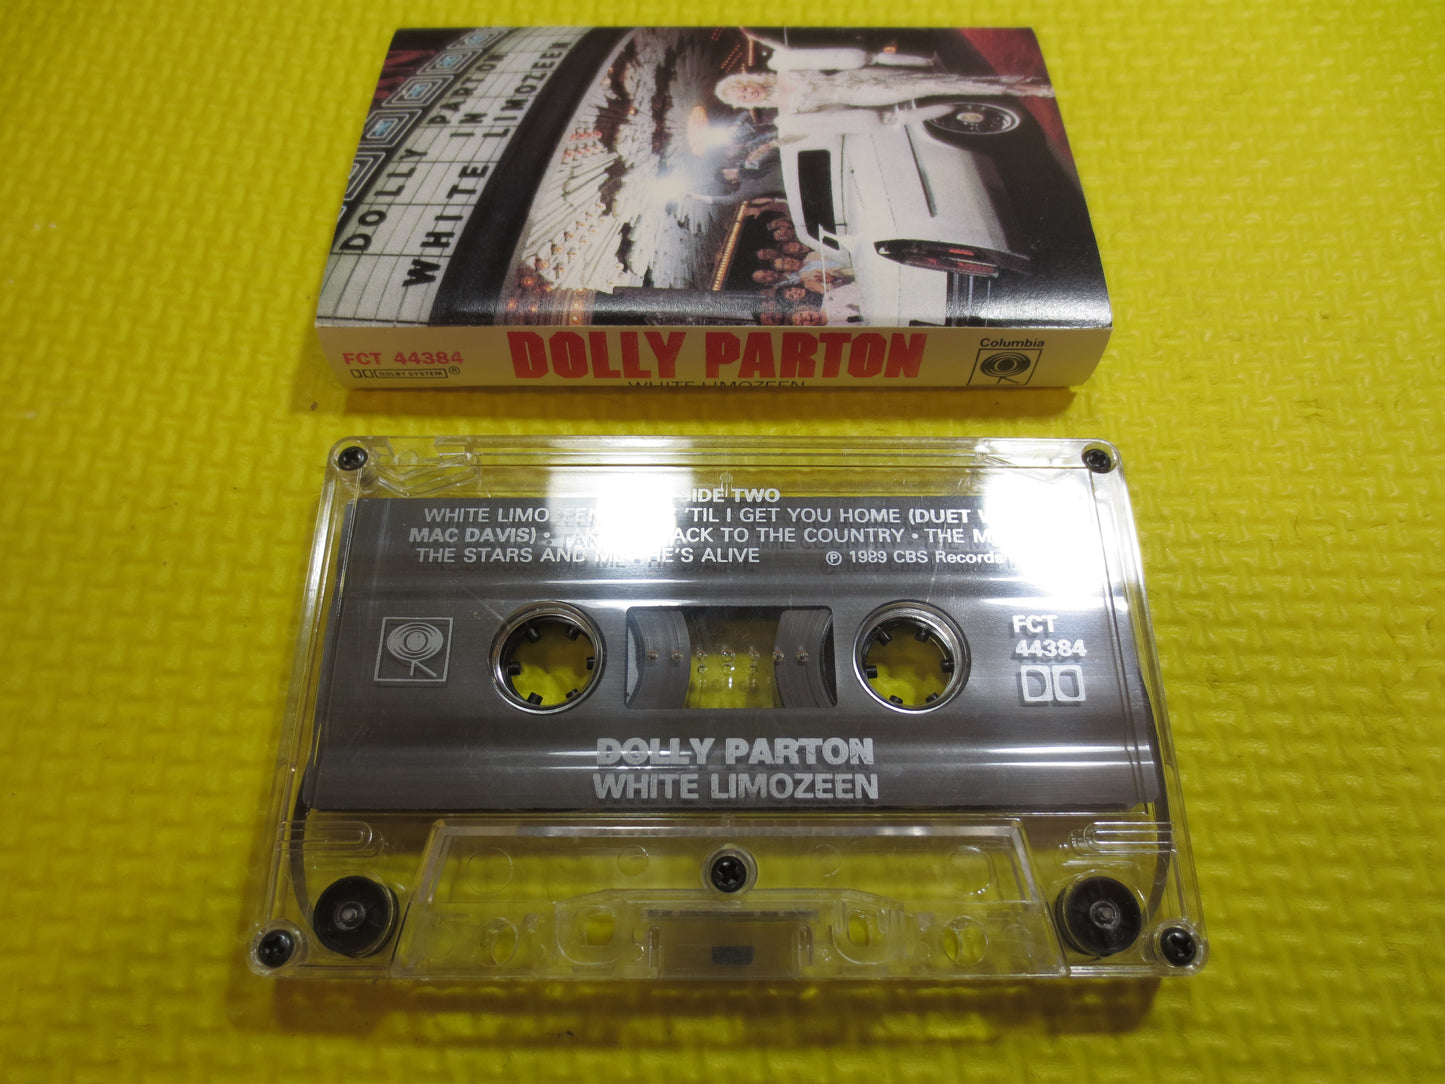 DOLLY PARTON IN
WHITE LIMOZEEN
FCT 44384
DOLBY SYSTEM ®
DOLLY PARTON
WHITE LIMOZEEN
Columbia
SIDE TWO
WHITE LIMOZEEN 'TIL I GET YOU HOME (DUET
MAC DAVIS) • BACK TO THE COUNTRY • THE
THE STARS AND ME • HE'S ALIVE ℗ 1989 CBS Records
FCT
44384
DOLLY PARTON
WHITE LIMOZEEN